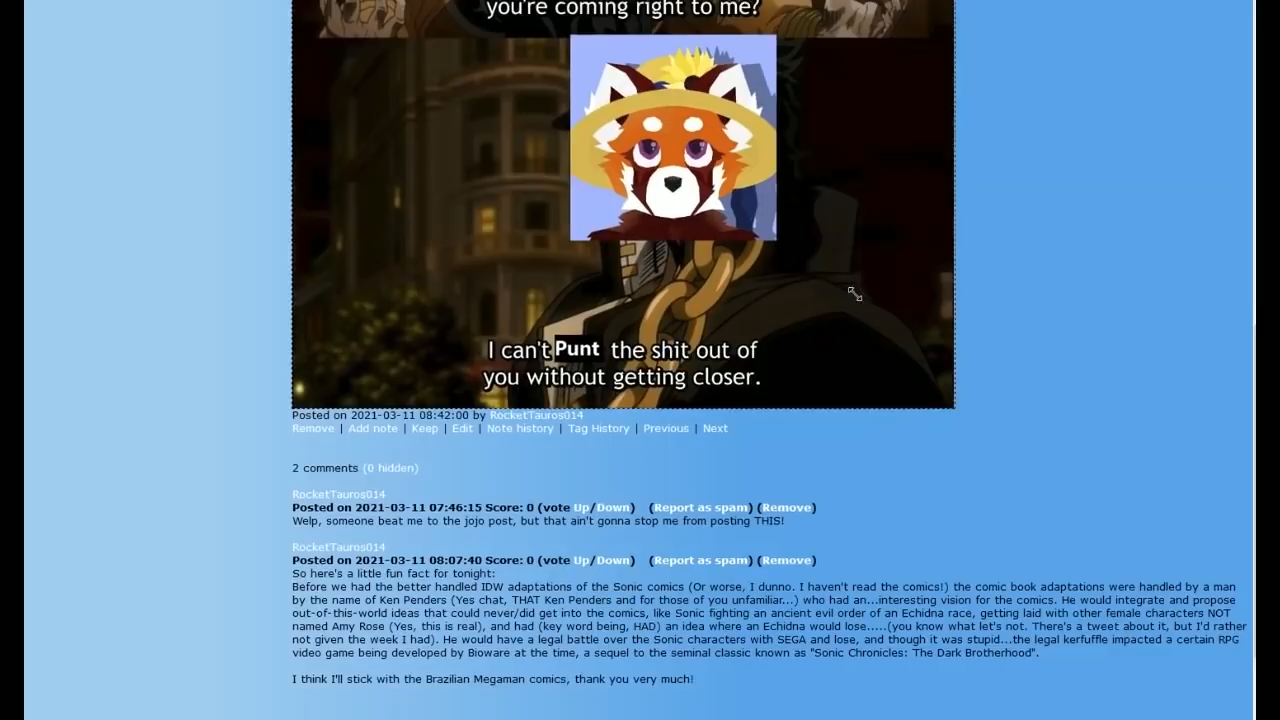 you're coming right to me?
I can't Punt the shit out of
you without getting closer.
Posted on 2021-03-11 08:42:00 by RocketTauros014
Remove | Add note | Keep | Edit | Note history | Tag History | Previous | Next
2 comments (0 hidden)
RocketTauros014
Posted on 2021-03-11 07:46:15 Score: 0 (vote Up/Down) (Report as spam) (Remove)
Welp, someone beat me to the jojo post, but that ain't gonna stop me from posting THIS!
RocketTauros014
Posted on 2021-03-11 08:07:40 Score: 0 (vote Up/Down) (Report as spam) (Remove)
So here's a little fun fact for tonight:
Before we had the better handled IDW adaptations of the Sonic comics (Or worse, I dunno. I haven't read the comics!) the comic book adaptations were handled by a man
by the name of Ken Penders (Yes chat, THAT Ken Penders and for those of you unfamiliar...) who had an...interesting vision for the comics. He would integrate and propose
out-of-this-world ideas that could never/did get into the comics, like Sonic fighting an ancient evil order of an Echidna race, getting laid with other female characters NOT
named Amy Rose (Yes, this is real), and had (key word being, HAD) an idea where an Echidna would lose.....(you know what let's not. There's a tweet about it, but I'd rather
not given the week I had). He would have a legal battle over the Sonic characters with SEGA and lose, and though it was stupid...the legal kerfuffle impacted a certain RPG
video game being developed by Bioware at the time, a sequel to the seminal classic known as "Sonic Chronicles: The Dark Brotherhood".
I think I'll stick with the Brazilian Megaman comics, thank you very much!